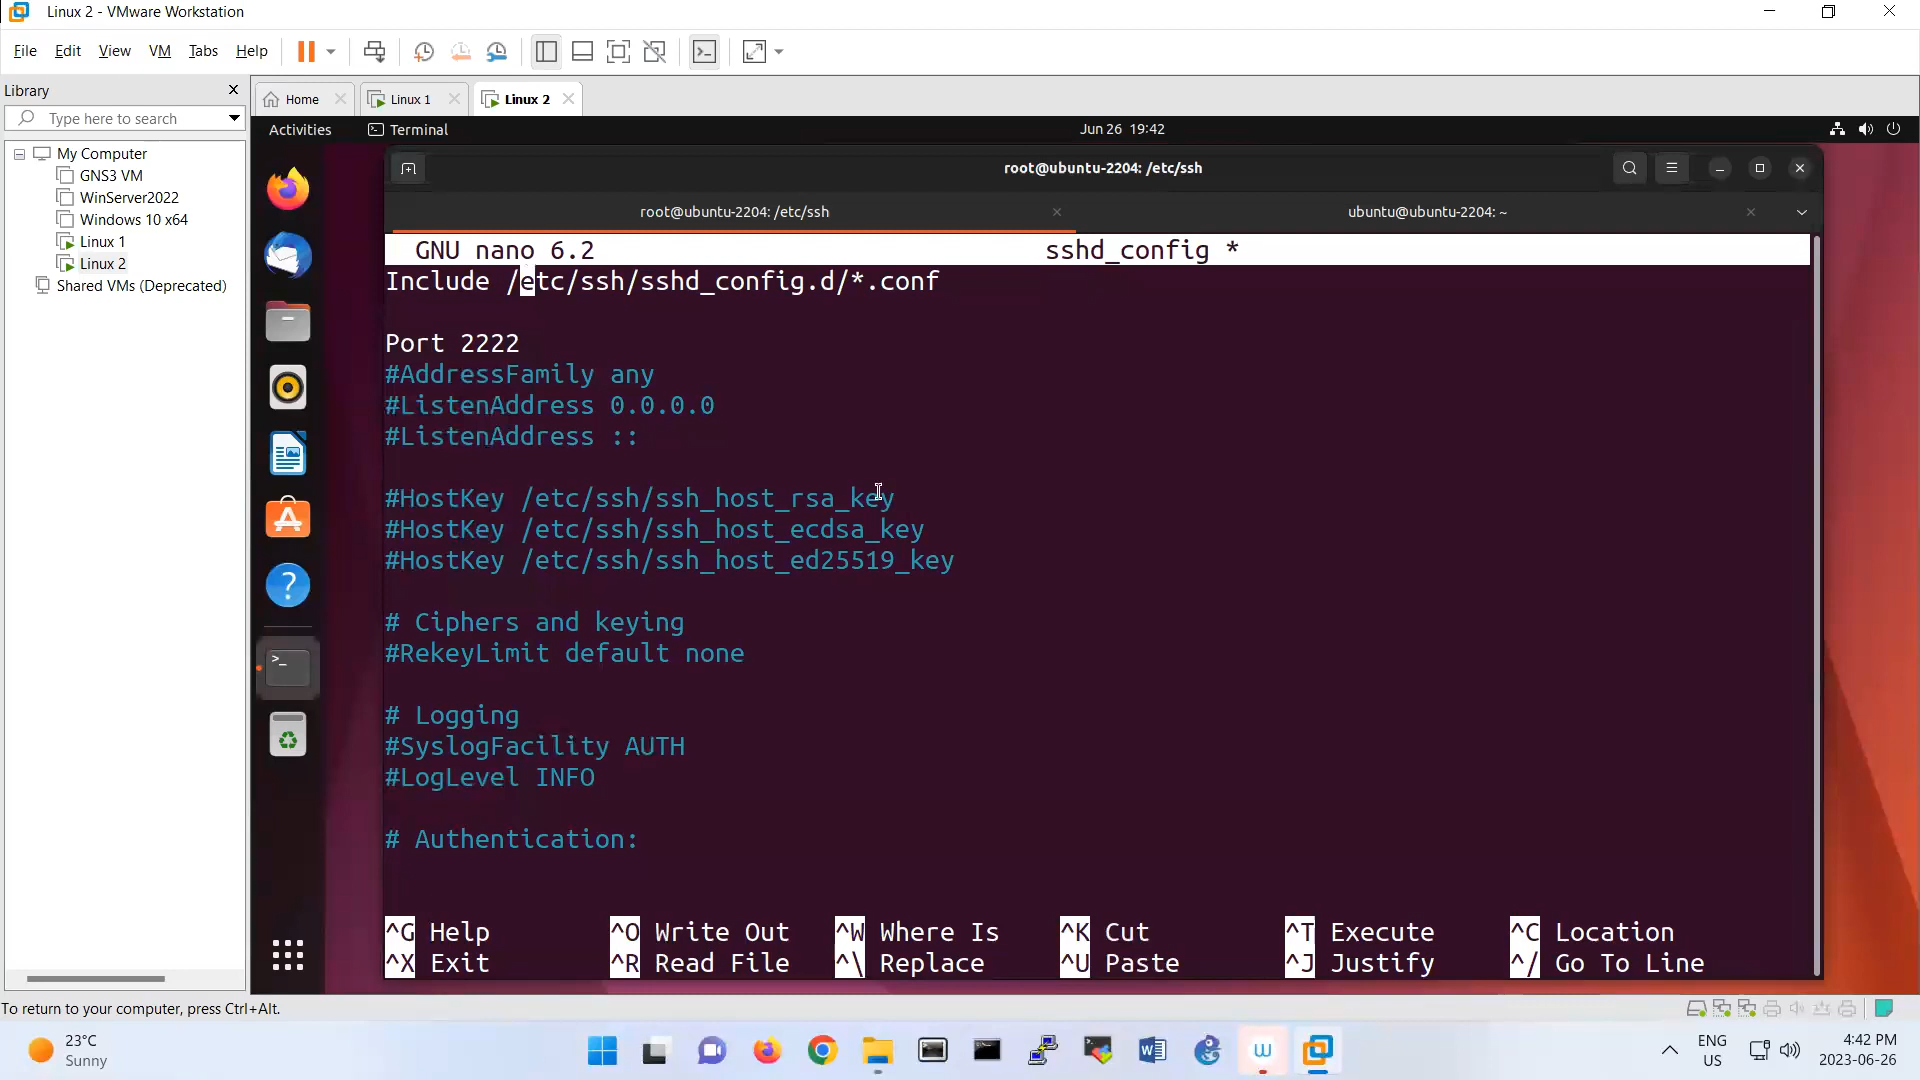 Linux 2 - VMware Workstation
File Edit View VM Tabs Help
Library
Type here to search
My Computer
GNS3 VM
WinServer2022
Windows 10 x64
Linux 1
Linux 2
Shared VMs (Deprecated)
Home
Linux 1
Linux 2
Activities Terminal Jun 26 19:42
root@ubuntu-2204: /etc/ssh
root@ubuntu-2204: /etc/ssh ubuntu@ubuntu-2204: ~
GNU nano 6.2 sshd_config *
Include /etc/ssh/sshd_config.d/*.conf
Port 2222
#AddressFamily any
#ListenAddress 0.0.0.0
#ListenAddress ::
#HostKey /etc/ssh/ssh_host_rsa_key
#HostKey /etc/ssh/ssh_host_ecdsa_key
#HostKey /etc/ssh/ssh_host_ed25519_key
# Ciphers and keying
#RekeyLimit default none
# Logging
#SyslogFacility AUTH
#LogLevel INFO
# Authentication:
^G Help ^O Write Out ^W Where Is ^K Cut ^T Execute ^C Location
^X Exit ^R Read File ^\ Replace ^U Paste ^J Justify ^/ Go To Line
To return to your computer, press Ctrl+Alt.
23°C
Sunny
ENG
US
4:42 PM
2023-06-26